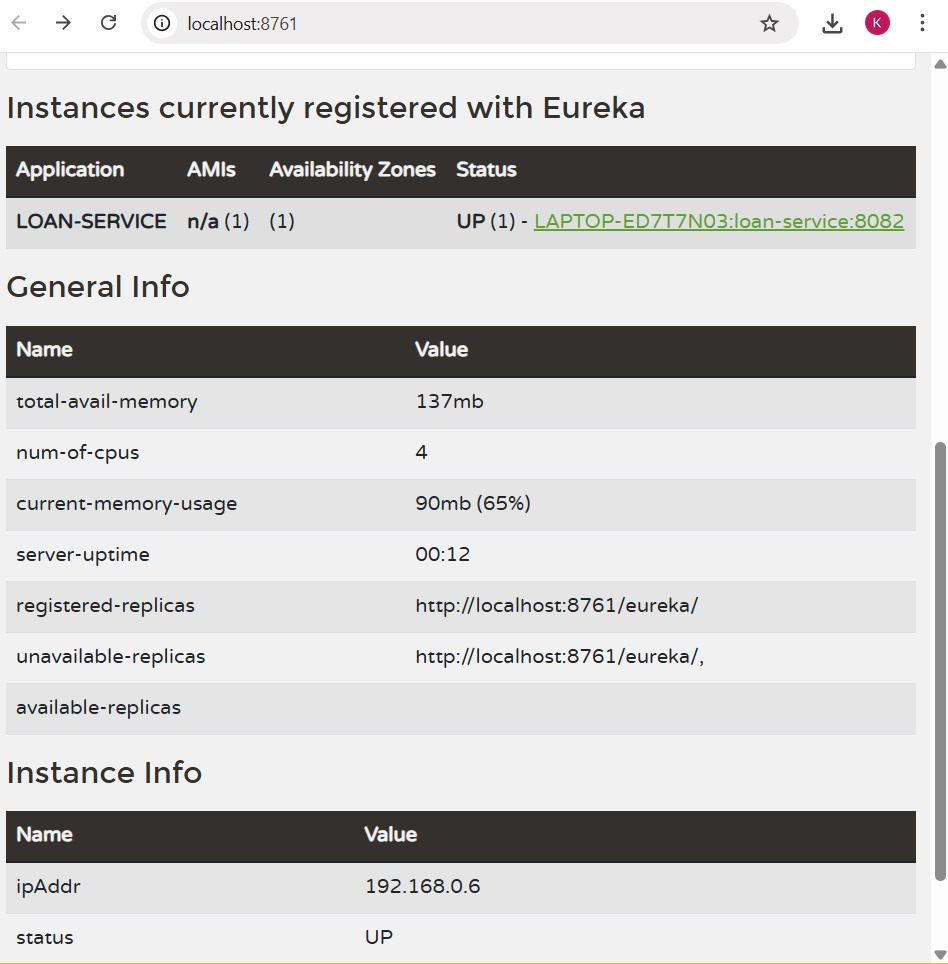 localhost:8761
K
Instances currently registered with Eureka
Application AMIs Availability Zones Status
LOAN-SERVICE n/a (1) (1) UP (1) - LAPTOP-ED7T7N03:loan-service:8082
General Info
Name Value
total-avail-memory 137mb
num-of-cpus 4
current-memory-usage 90mb (65%)
server-uptime 00:12
registered-replicas http://localhost:8761/eureka/
unavailable-replicas http://localhost:8761/eureka/,
available-replicas
Instance Info
Name Value
ipAddr 192.168.0.6
status UP